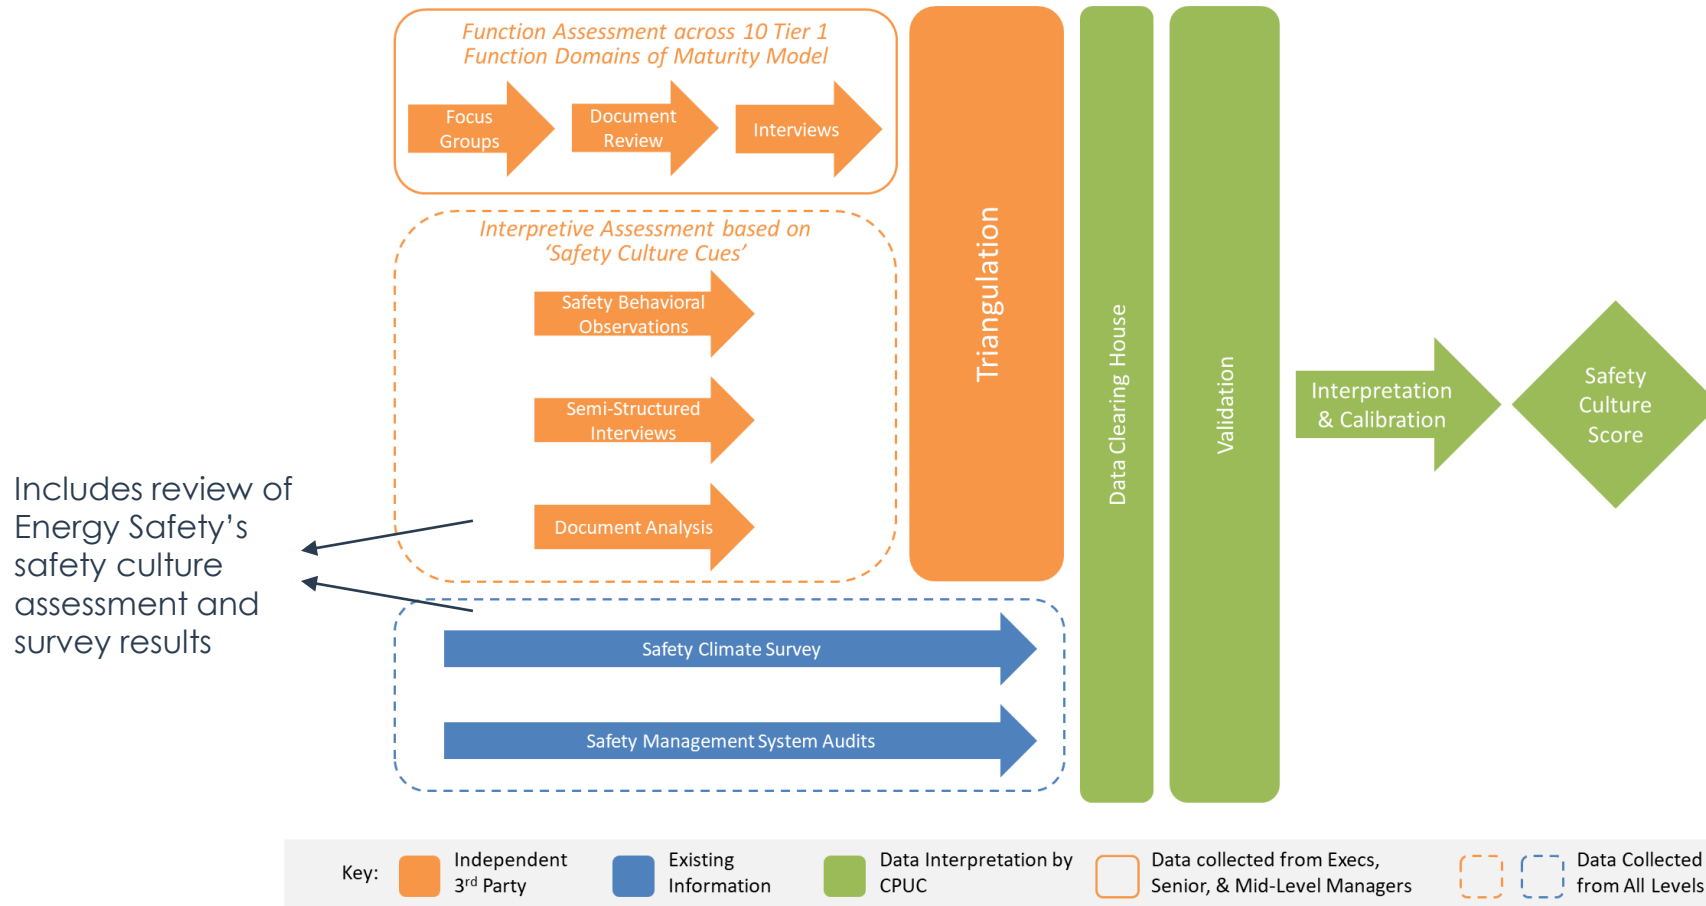 Function Assessment across 10 Tier 1
Function Domains of Maturity Model
Focus
Groups
Document
Review
Interviews
Interpretive Assessment based on
‘Safety Culture Cues’
Safety Behavioral
Observations
Semi-Structured
Interviews
Document Analysis
Includes review of
Energy Safety’s
safety culture
assessment and
survey results
Safety Climate Survey
Safety Management System Audits
Triangulation
Data Clearing House
Validation
Interpretation
& Calibration
Safety
Culture
Score
Key:
Independent
3rd Party
Existing
Information
Data Interpretation by
CPUC
Data collected from Execs,
Senior, & Mid-Level Managers
Data Collected
from All Levels